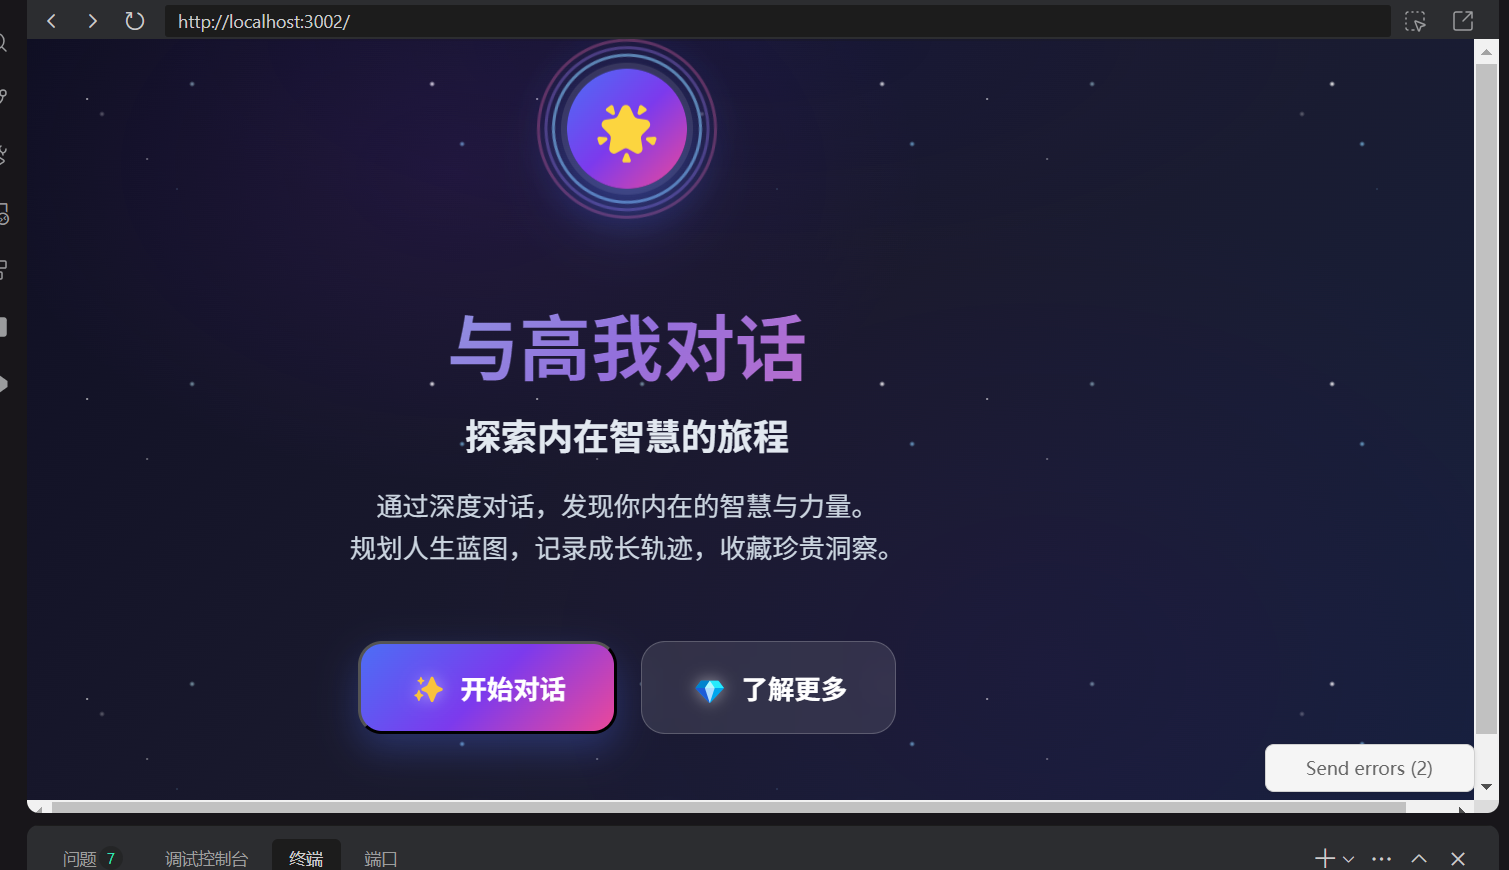 http://localhost:3002/
与高我对话
探索内在智慧的旅程
通过深度对话，发现你内在的智慧与力量。
规划人生蓝图，记录成长轨迹，收藏珍贵洞察。
开始对话
了解更多
Send errors (2)
问题 7 调试控制台 终端 端口